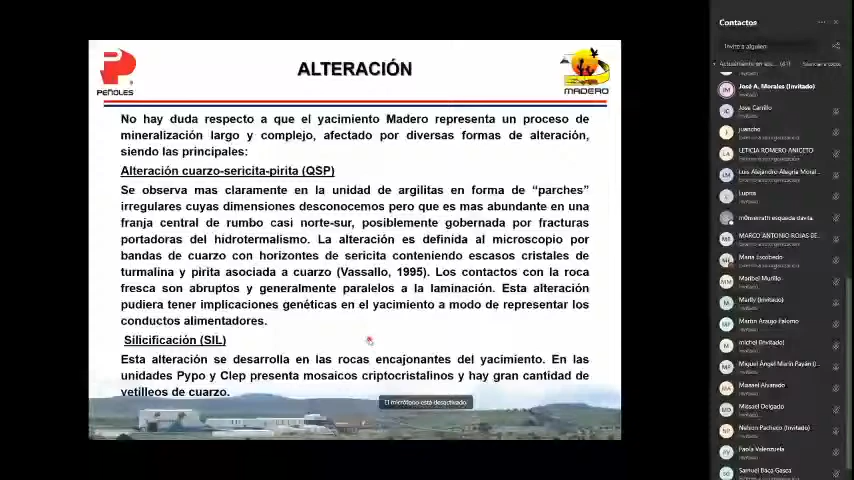 ALTERACIÓN
PEÑOLES
MADERO
No hay duda respecto a que el yacimiento Madero representa un proceso de
mineralización largo y complejo, afectado por diversas formas de alteración,
siendo las principales:
Alteración cuarzo-sericita-pirita (QSP)
Se observa mas claramente en la unidad de argilitas en forma de “parches”
irregulares cuyas dimensiones desconocemos pero que es mas abundante en una
franja central de rumbo casi norte-sur, posiblemente gobernada por fracturas
portadoras del hidrotermalismo. La alteración es definida al microscopio por
bandas de cuarzo con horizontes de sericita conteniendo escasos cristales de
turmalina y pirita asociada a cuarzo (Vassallo, 1995). Los contactos con la roca
fresca son abruptos y generalmente paralelos a la laminación. Esta alteración
pudiera tener implicaciones genéticas en el yacimiento a modo de representar los
conductos alimentadores.
Silicificación (SIL)
Esta alteración se desarrolla en las rocas encajonantes del yacimiento. En las
unidades Pypo y Clep presenta mosaicos criptocristalinos y hay gran cantidad de
vetilleos de cuarzo.
El micrófono está desactivado
Contactos
Invite a alguien
José A. Morales (Invitado)
Jose Carrillo
juancho
LETICIA ROMERO ANICETO
Luis Alejandro Alegria Moral...
Lupita
m0nserrath esqueda davila
MARCO ANTONIO ROJAS BE...
Maria Escobedo
Maribel Murillo
Marlly (Invitado)
Martin Araujo Palomo
michel (Invitado)
Miguel Ángel Marín Payán (I...
Misael Alvarado
Missael Delgado
Nelson Pacheco (Invitado)
Paola Valenzuela
Samuel Baca Gasca